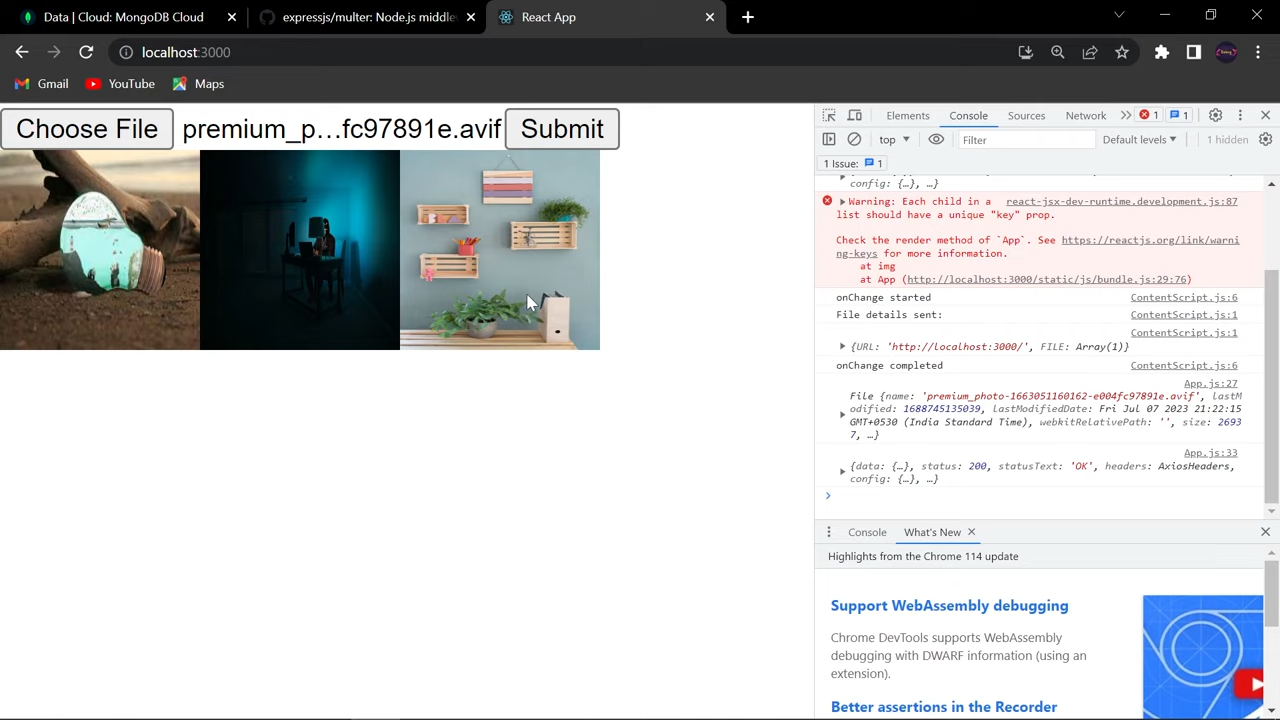 Data | Cloud: MongoDB Cloud
expressjs/multer: Node.js middle
React App
localhost:3000
Gmail
YouTube
Maps
Choose File
premium_p…fc97891e.avif
Submit
Elements
Console
Sources
Network
1
1
top
Filter
Default levels
1 hidden
1 Issue:
1
config: {…}, …}
Warning: Each child in a react-jsx-dev-runtime.development.js:87
list should have a unique "key" prop.
Check the render method of `App`. See https://reactjs.org/link/warni
ng-keys for more information.
at img
at App (http://localhost:3000/static/js/bundle.js:29:76)
onChange started ContentScript.js:6
File details sent: ContentScript.js:1
ContentScript.js:1
{URL: 'http://localhost:3000/', FILE: Array(1)}
onChange completed ContentScript.js:6
App.js:27
File {name: 'premium_photo-1663051160162-e004fc97891e.avif', lastM
odified: 1688745135039, lastModifiedDate: Fri Jul 07 2023 21:22:15
GMT+0530 (India Standard Time), webkitRelativePath: '', size: 2693
7, …}
App.js:33
{data: {…}, status: 200, statusText: 'OK', headers: AxiosHeaders,
config: {…}, …}
Console
What's New
Highlights from the Chrome 114 update
Support WebAssembly debugging
Chrome DevTools supports WebAssembly
debugging with DWARF information (using an
extension).
Better assertions in the Recorder